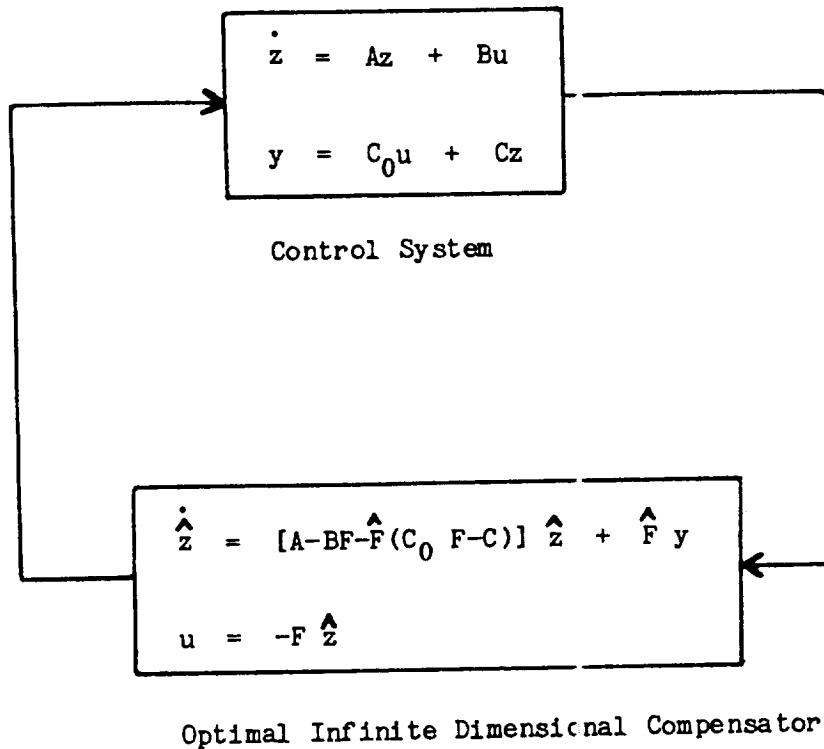 ż = Az + Bu
y = C₀u + Cz
Control System
ẑ̇ = [A-BF-F̂(C₀ F-C)] ẑ + F̂ y
u = -F ẑ
Optimal Infinite Dimensional Compensator